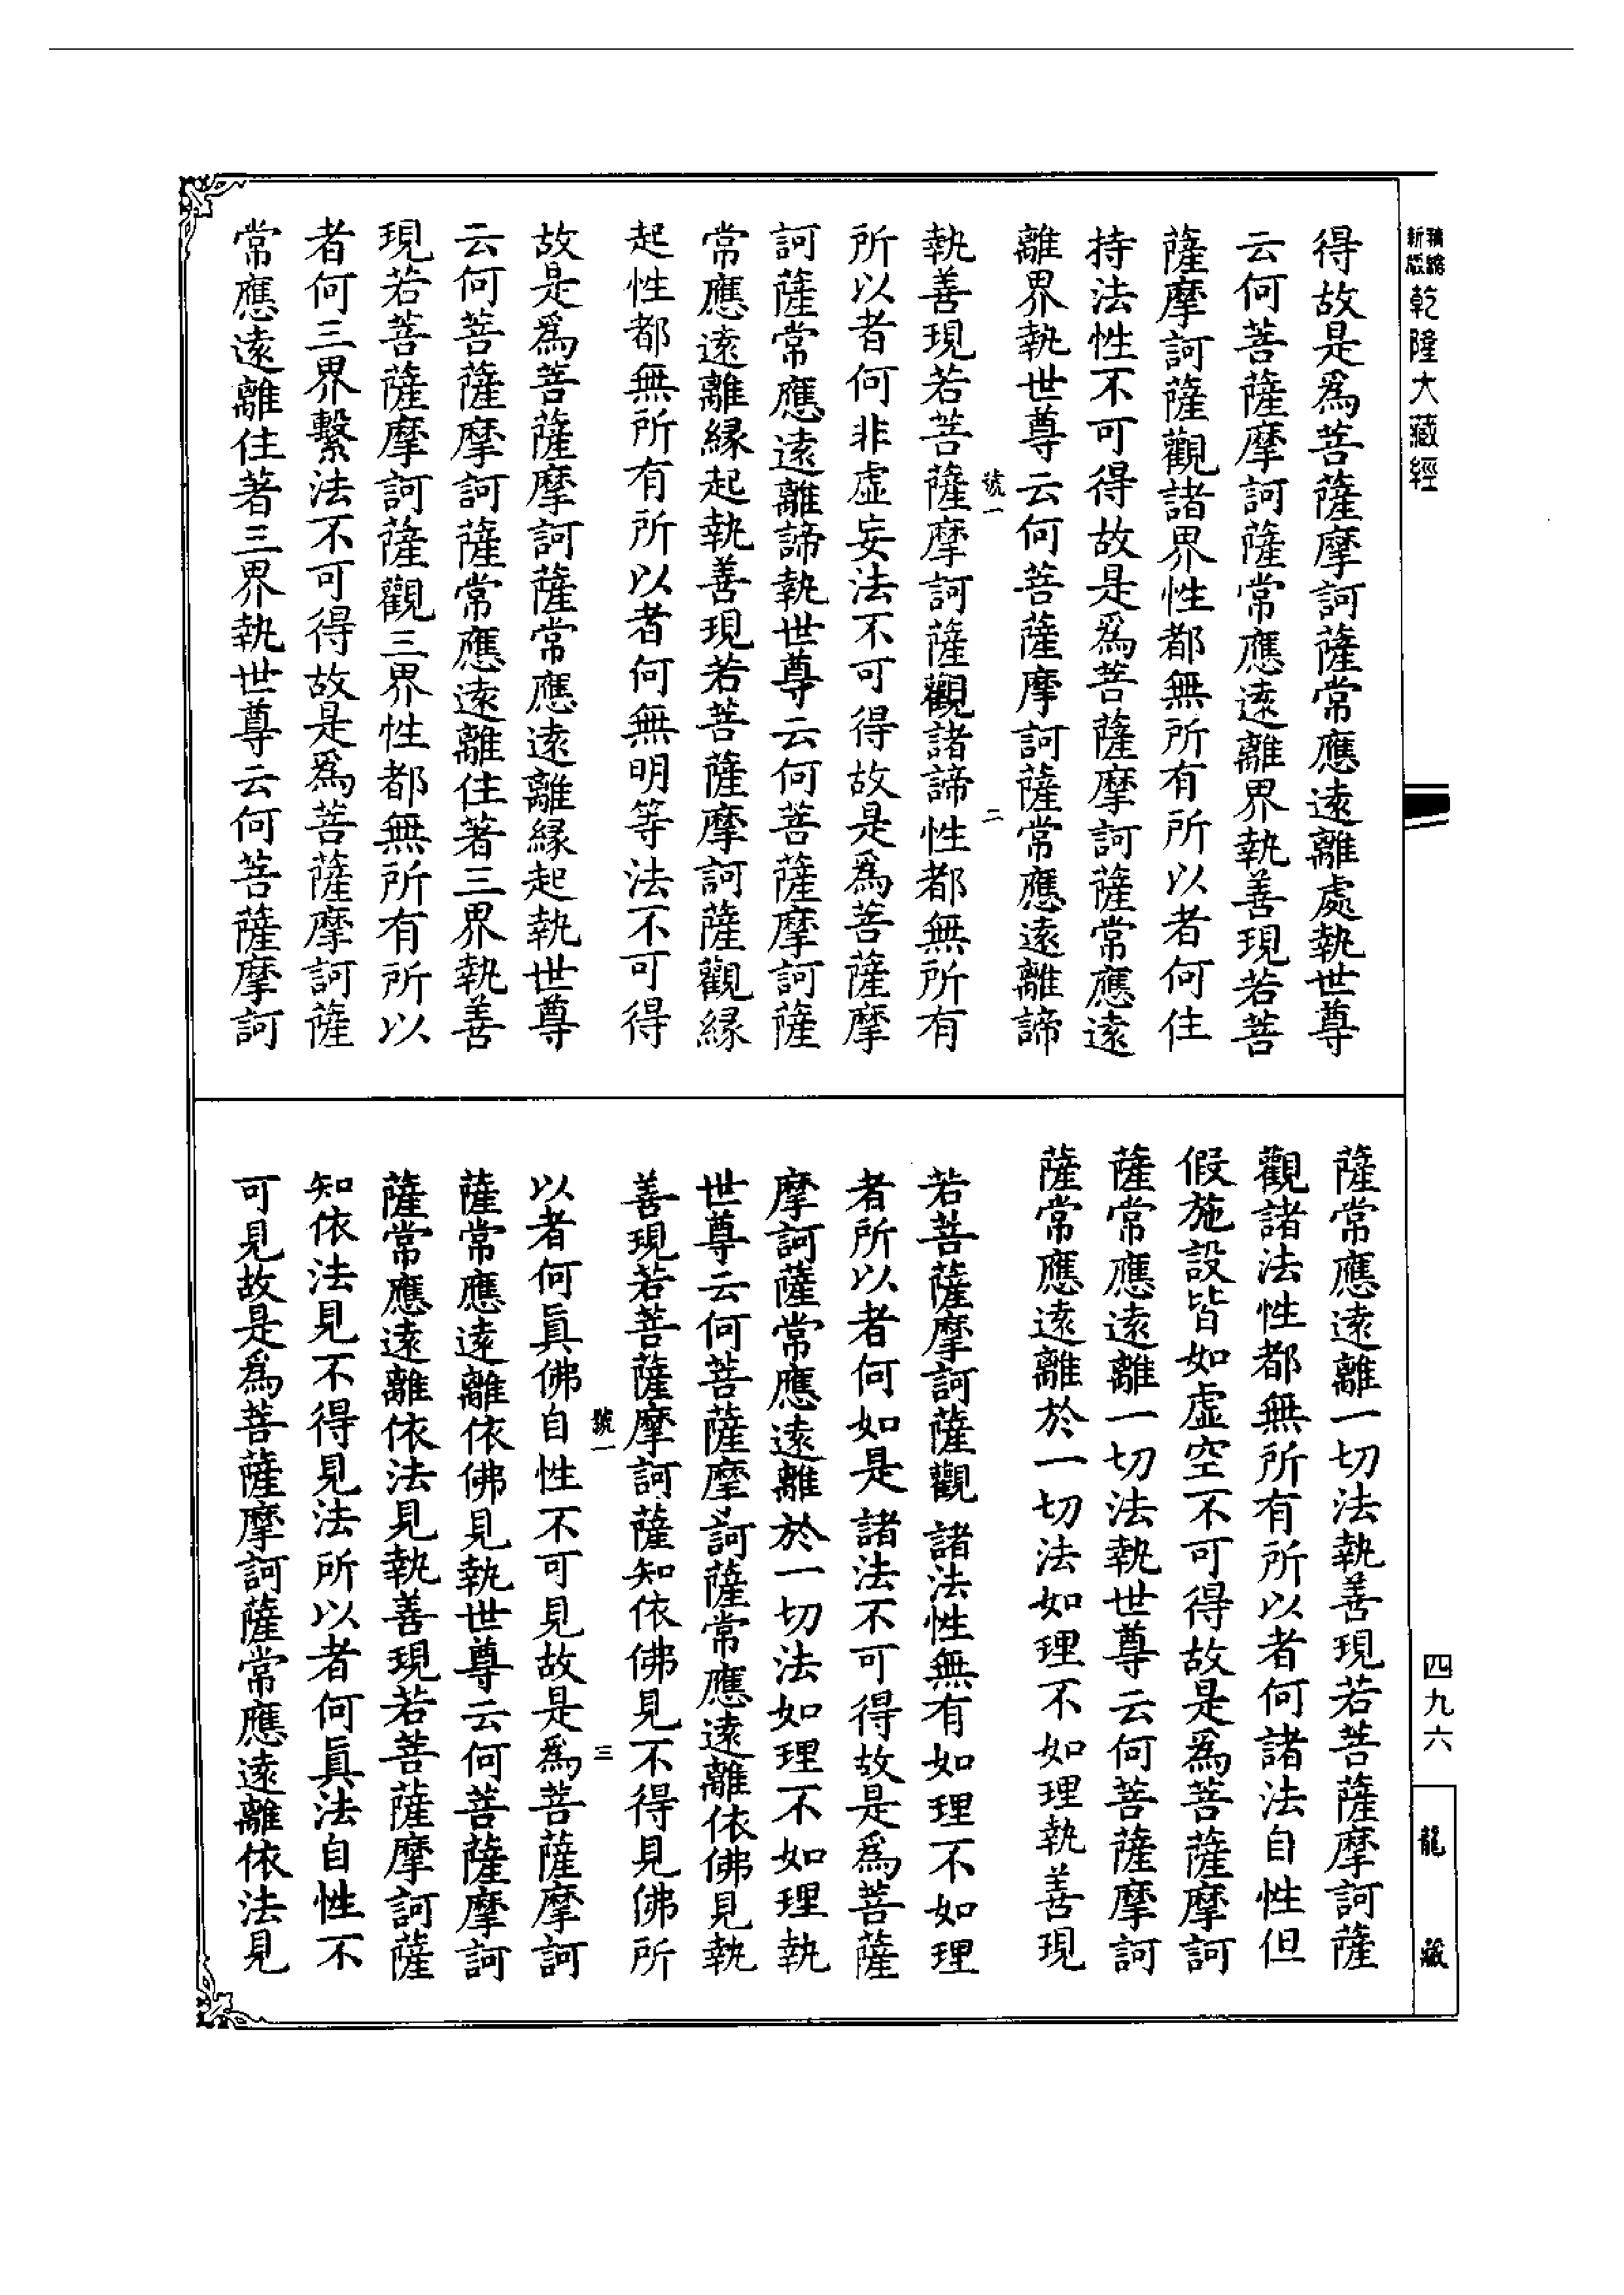 新編
縮版
乾隆大藏經
得故是爲菩薩摩訶薩常應遠離處執世尊
云何菩薩摩訶薩常應遠離界執善現若菩
薩摩訶薩觀諸界性都無所有所以者何住
持法性不可得故是爲菩薩摩訶薩常應遠
離界執世尊云何菩薩摩訶薩常應遠離諦
號一
二
執善現若菩薩摩訶薩觀諸諦性都無所有
所以者何非虛妄法不可得故是爲菩薩摩
訶薩常應遠離諦執世尊云何菩薩摩訶薩
常應遠離緣起執善現若菩薩摩訶薩觀緣
起性都無所有所以者何無明等法不可得
故是爲菩薩摩訶薩常應遠離緣起執世尊
云何菩薩摩訶薩常應遠離住著三界執善
現若菩薩摩訶薩觀三界性都無所有所以
者何三界繫法不可得故是爲菩薩摩訶薩
常應遠離住著三界執世尊云何菩薩摩訶
薩常應遠離一切法執善現若菩薩摩訶薩
觀諸法性都無所有所以者何諸法自性但
假施設皆如虛空不可得故是爲菩薩摩訶
薩常應遠離一切法執世尊云何菩薩摩訶
薩常應遠離於一切法如理不如理執善現
若菩薩摩訶薩觀諸法性無有如理不如理
者所以者何如是諸法不可得故是爲菩薩
摩訶薩常應遠離於一切法如理不如理執
世尊云何菩薩摩訶薩常應遠離依佛見執
善現若菩薩摩訶薩知依佛見不得見佛所
號一
三
以者何眞佛自性不可見故是爲菩薩摩訶
薩常應遠離依佛見執世尊云何菩薩摩訶
薩常應遠離依法見執善現若菩薩摩訶薩
知依法見不得見法所以者何眞法自性不
可見故是爲菩薩摩訶薩常應遠離依法見
四九六
龍藏